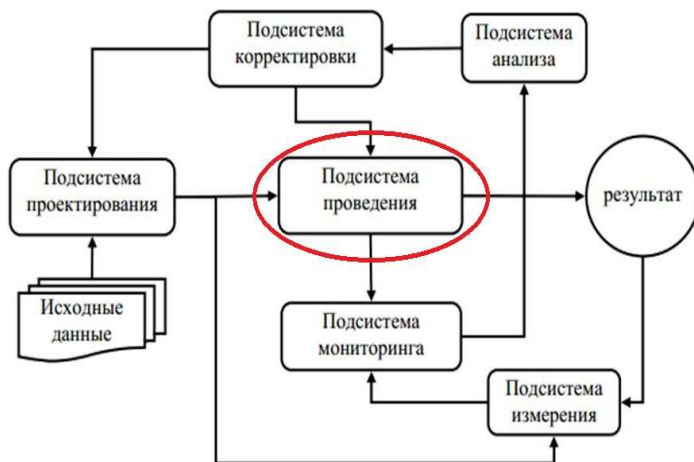 Подсистема
корректировки
Подсистема
анализа
Подсистема
проектирования
Подсистема
проведения
результат
Исходные
данные
Подсистема
мониторинга
Подсистема
измерения